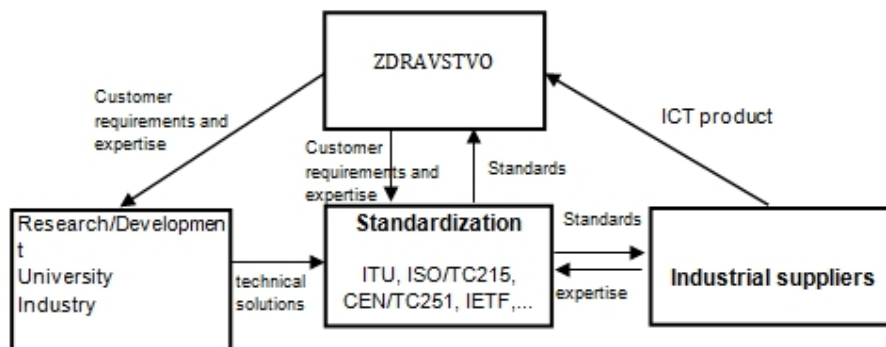 ZDRAVSTVO
Customer
requirements and
expertise
ICT product
Customer
requirements and
expertise
Standards
Research/Developmen
t
University
Industry
technical
solutions
Standardization
ITU, ISO/TC215,
CEN/TC251, IETF,...
Standards
expertise
Industrial suppliers